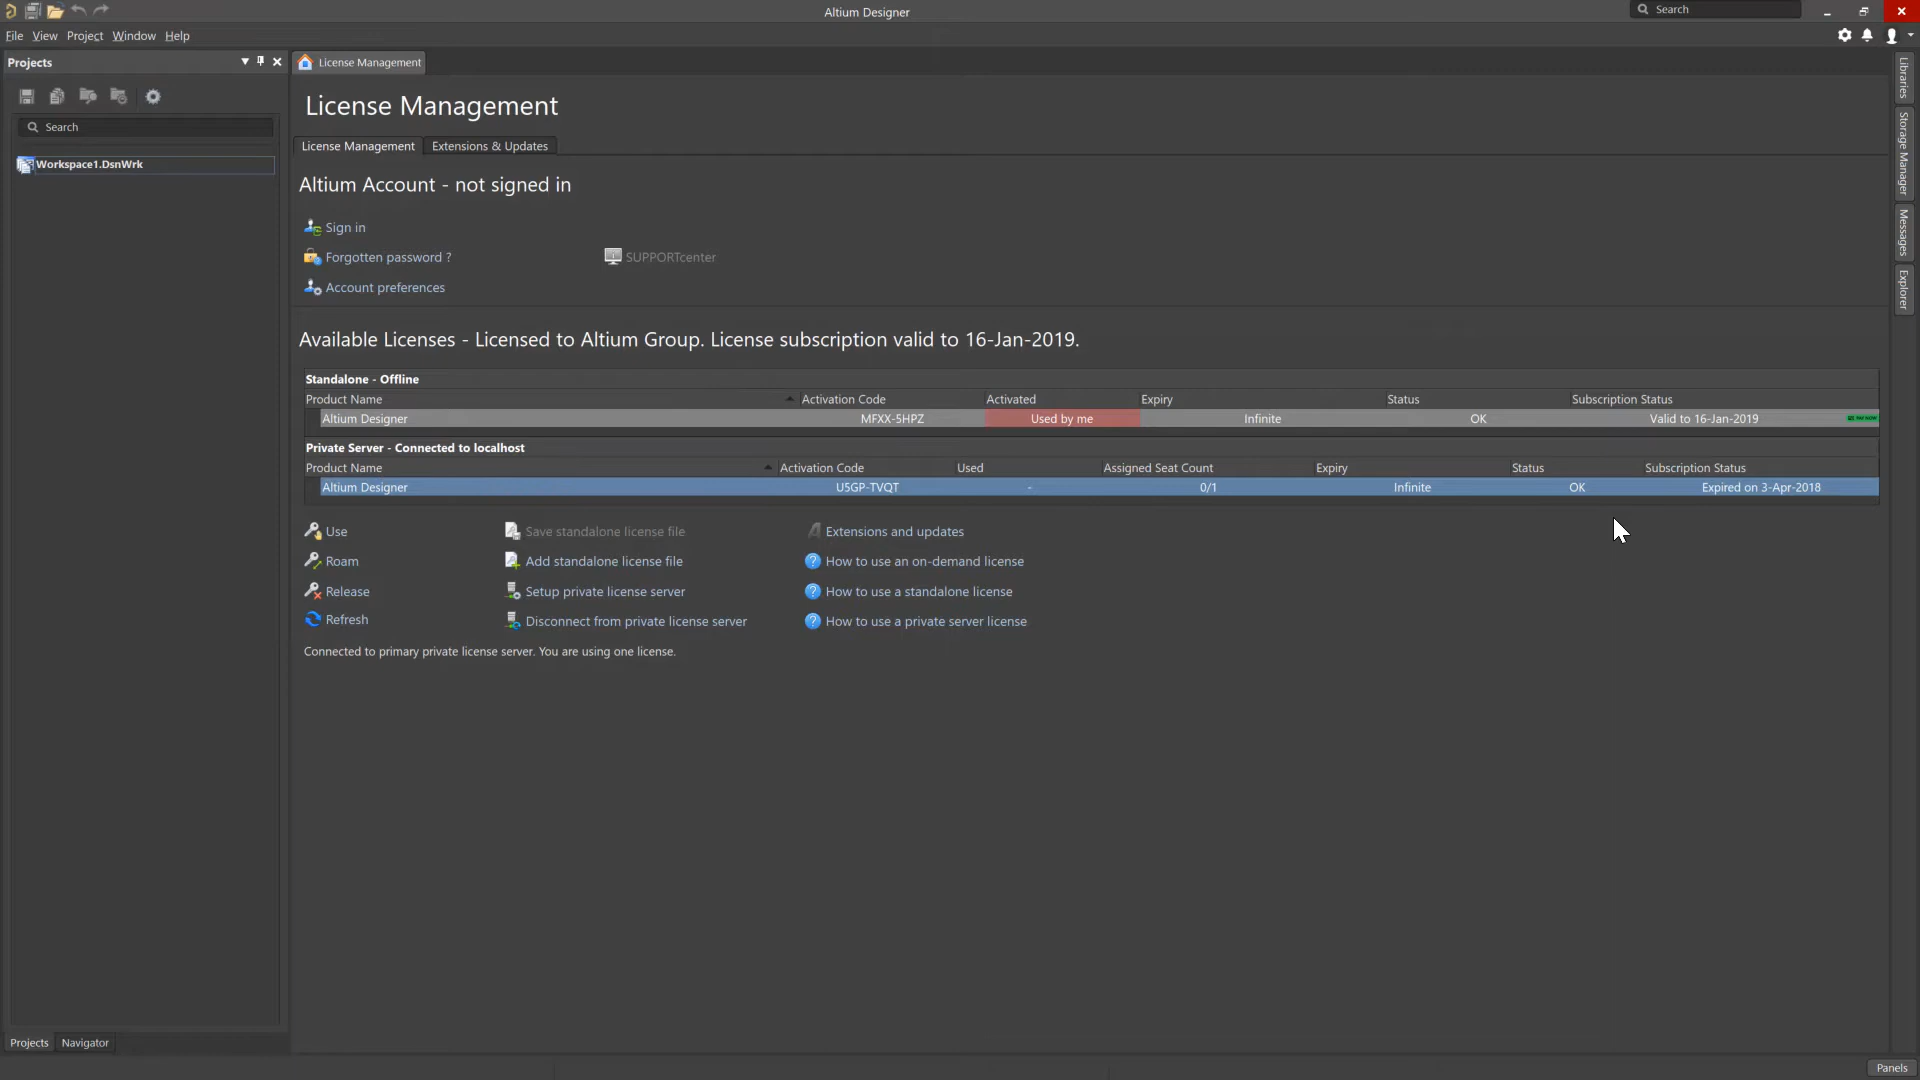 Altium Designer
Search
File View Project Window Help
Projects
License Management
Search
Workspace1.DsnWrk
License Management
License Management Extensions & Updates
Altium Account - not signed in
Sign in
Forgotten password ? SUPPORTcenter
Account preferences
Available Licenses - Licensed to Altium Group. License subscription valid to 16-Jan-2019.
Standalone - Offline
Product Name Activation Code Activated Expiry Status Subscription Status
Altium Designer MFXX-5HPZ Used by me Infinite OK Valid to 16-Jan-2019 PAY NOW
Private Server - Connected to localhost
Product Name Activation Code Used Assigned Seat Count Expiry Status Subscription Status
Altium Designer U5GP-TVQT - 0/1 Infinite OK Expired on 3-Apr-2018
Use Save standalone license file Extensions and updates
Roam Add standalone license file How to use an on-demand license
Release Setup private license server How to use a standalone license
Refresh Disconnect from private license server How to use a private server license
Connected to primary private license server. You are using one license.
Libraries
Storage Manager
Messages
Explorer
Projects Navigator
Panels